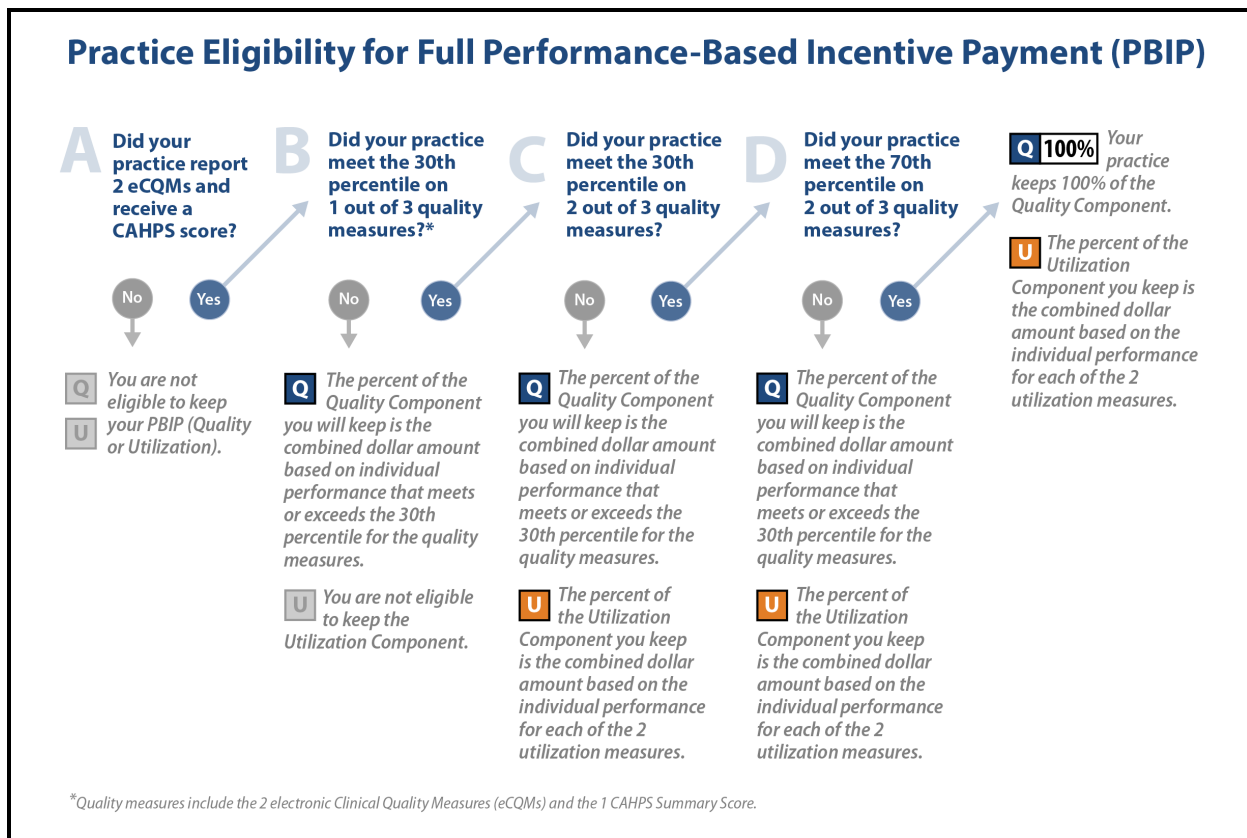 Practice Eligibility for Full Performance-Based Incentive Payment (PBIP)
A
Did your
practice report
2 eCQMs and
receive a
CAHPS score?
No
Yes
Q
U
You are not
eligible to keep
your PBIP (Quality
or Utilization).
B
Did your practice
meet the 30th
percentile on
1 out of 3 quality
measures?*
No
Yes
Q
The percent of the
Quality Component
you will keep is the
combined dollar amount
based on individual
performance that meets
or exceeds the 30th
percentile for the quality
measures.
U
You are not eligible
to keep the
Utilization Component.
C
Did your practice
meet the 30th
percentile on
2 out of 3 quality
measures?
No
Yes
Q
The percent of the
Quality Component
you will keep is the
combined dollar amount
based on individual
performance that
meets or exceeds the
30th percentile for the
quality measures.
U
The percent of
the Utilization
Component you keep
is the combined dollar
amount based on the
individual performance
for each of the 2
utilization measures.
D
Did your practice
meet the 70th
percentile on
2 out of 3 quality
measures?
No
Yes
Q
The percent of the
Quality Component
you will keep is the
combined dollar amount
based on individual
performance that
meets or exceeds the
30th percentile for the
quality measures.
U
The percent of
the Utilization
Component you keep
is the combined dollar
amount based on the
individual performance
for each of the 2
utilization measures.
Q 100% Your
practice
keeps 100% of the
Quality Component.
U
The percent of the
Utilization
Component you keep is
the combined dollar
amount based on the
individual performance
for each of the 2
utilization measures.
*Quality measures include the 2 electronic Clinical Quality Measures (eCQMs) and the 1 CAHPS Summary Score.